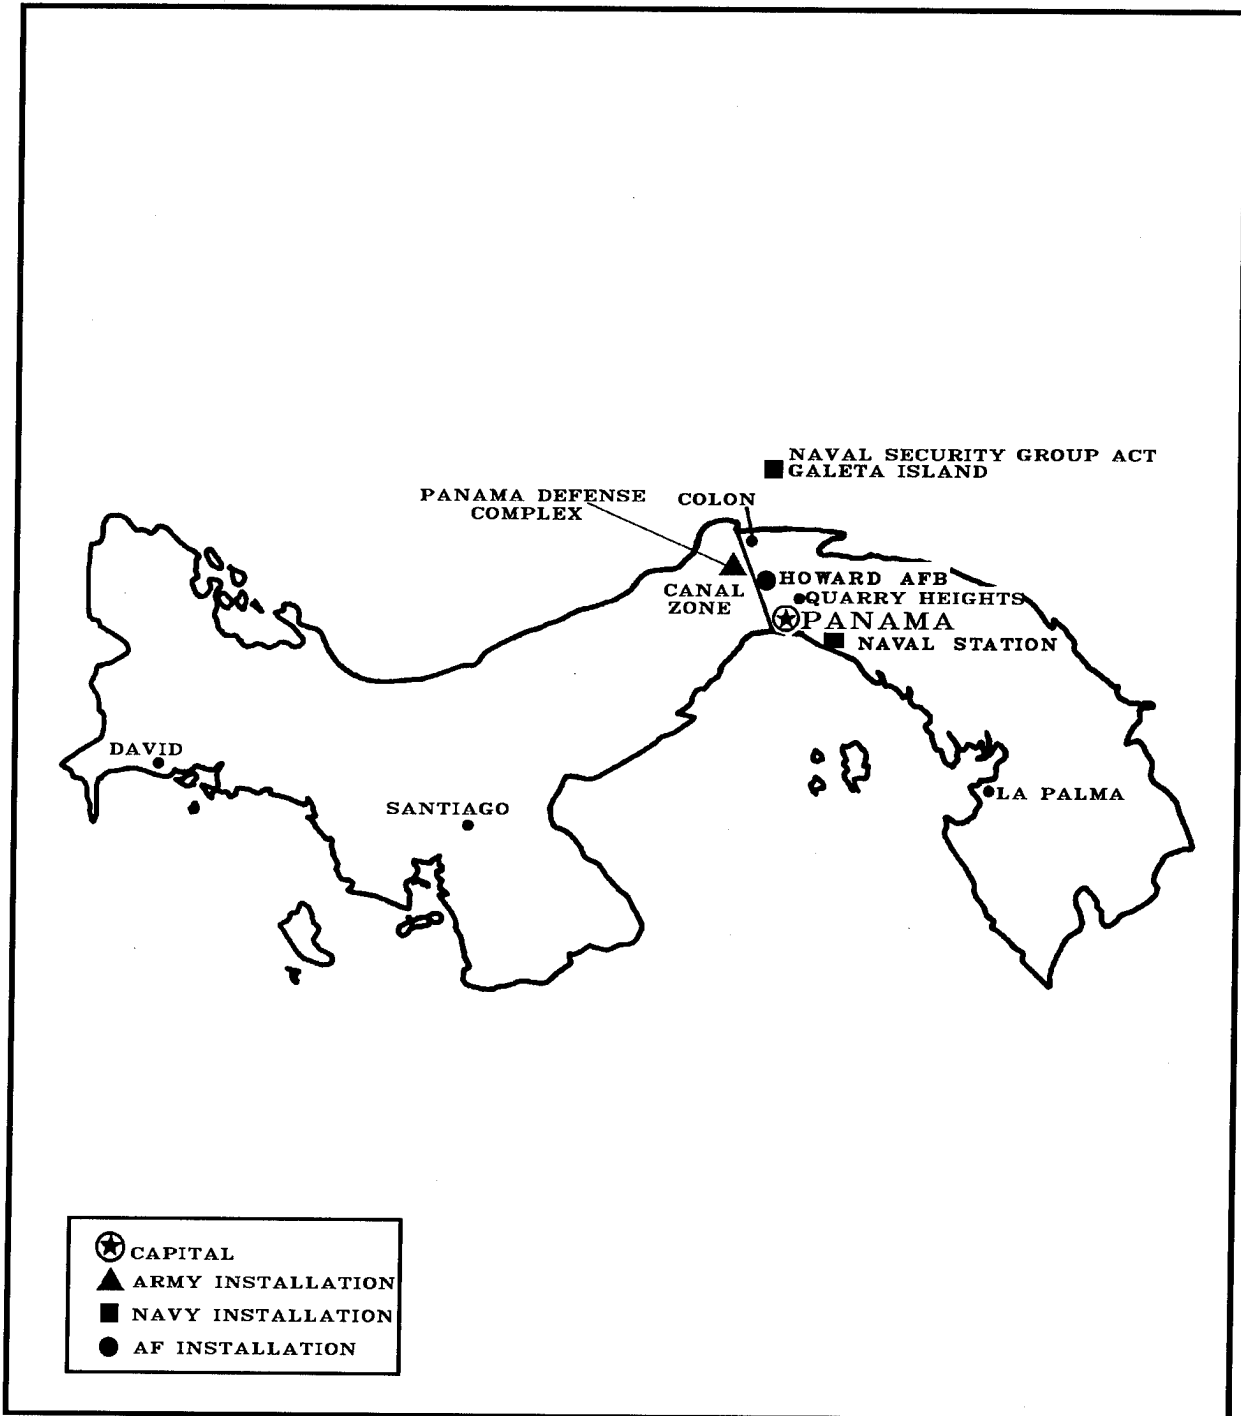 NAVAL SECURITY GROUP ACT
GALETA ISLAND
PANAMA DEFENSE
COMPLEX
COLON
HOWARD AFB
CANAL
ZONE
QUARRY HEIGHTS
PANAMA
NAVAL STATION
DAVID
SANTIAGO
LA PALMA
CAPITAL
ARMY INSTALLATION
NAVY INSTALLATION
AF INSTALLATION